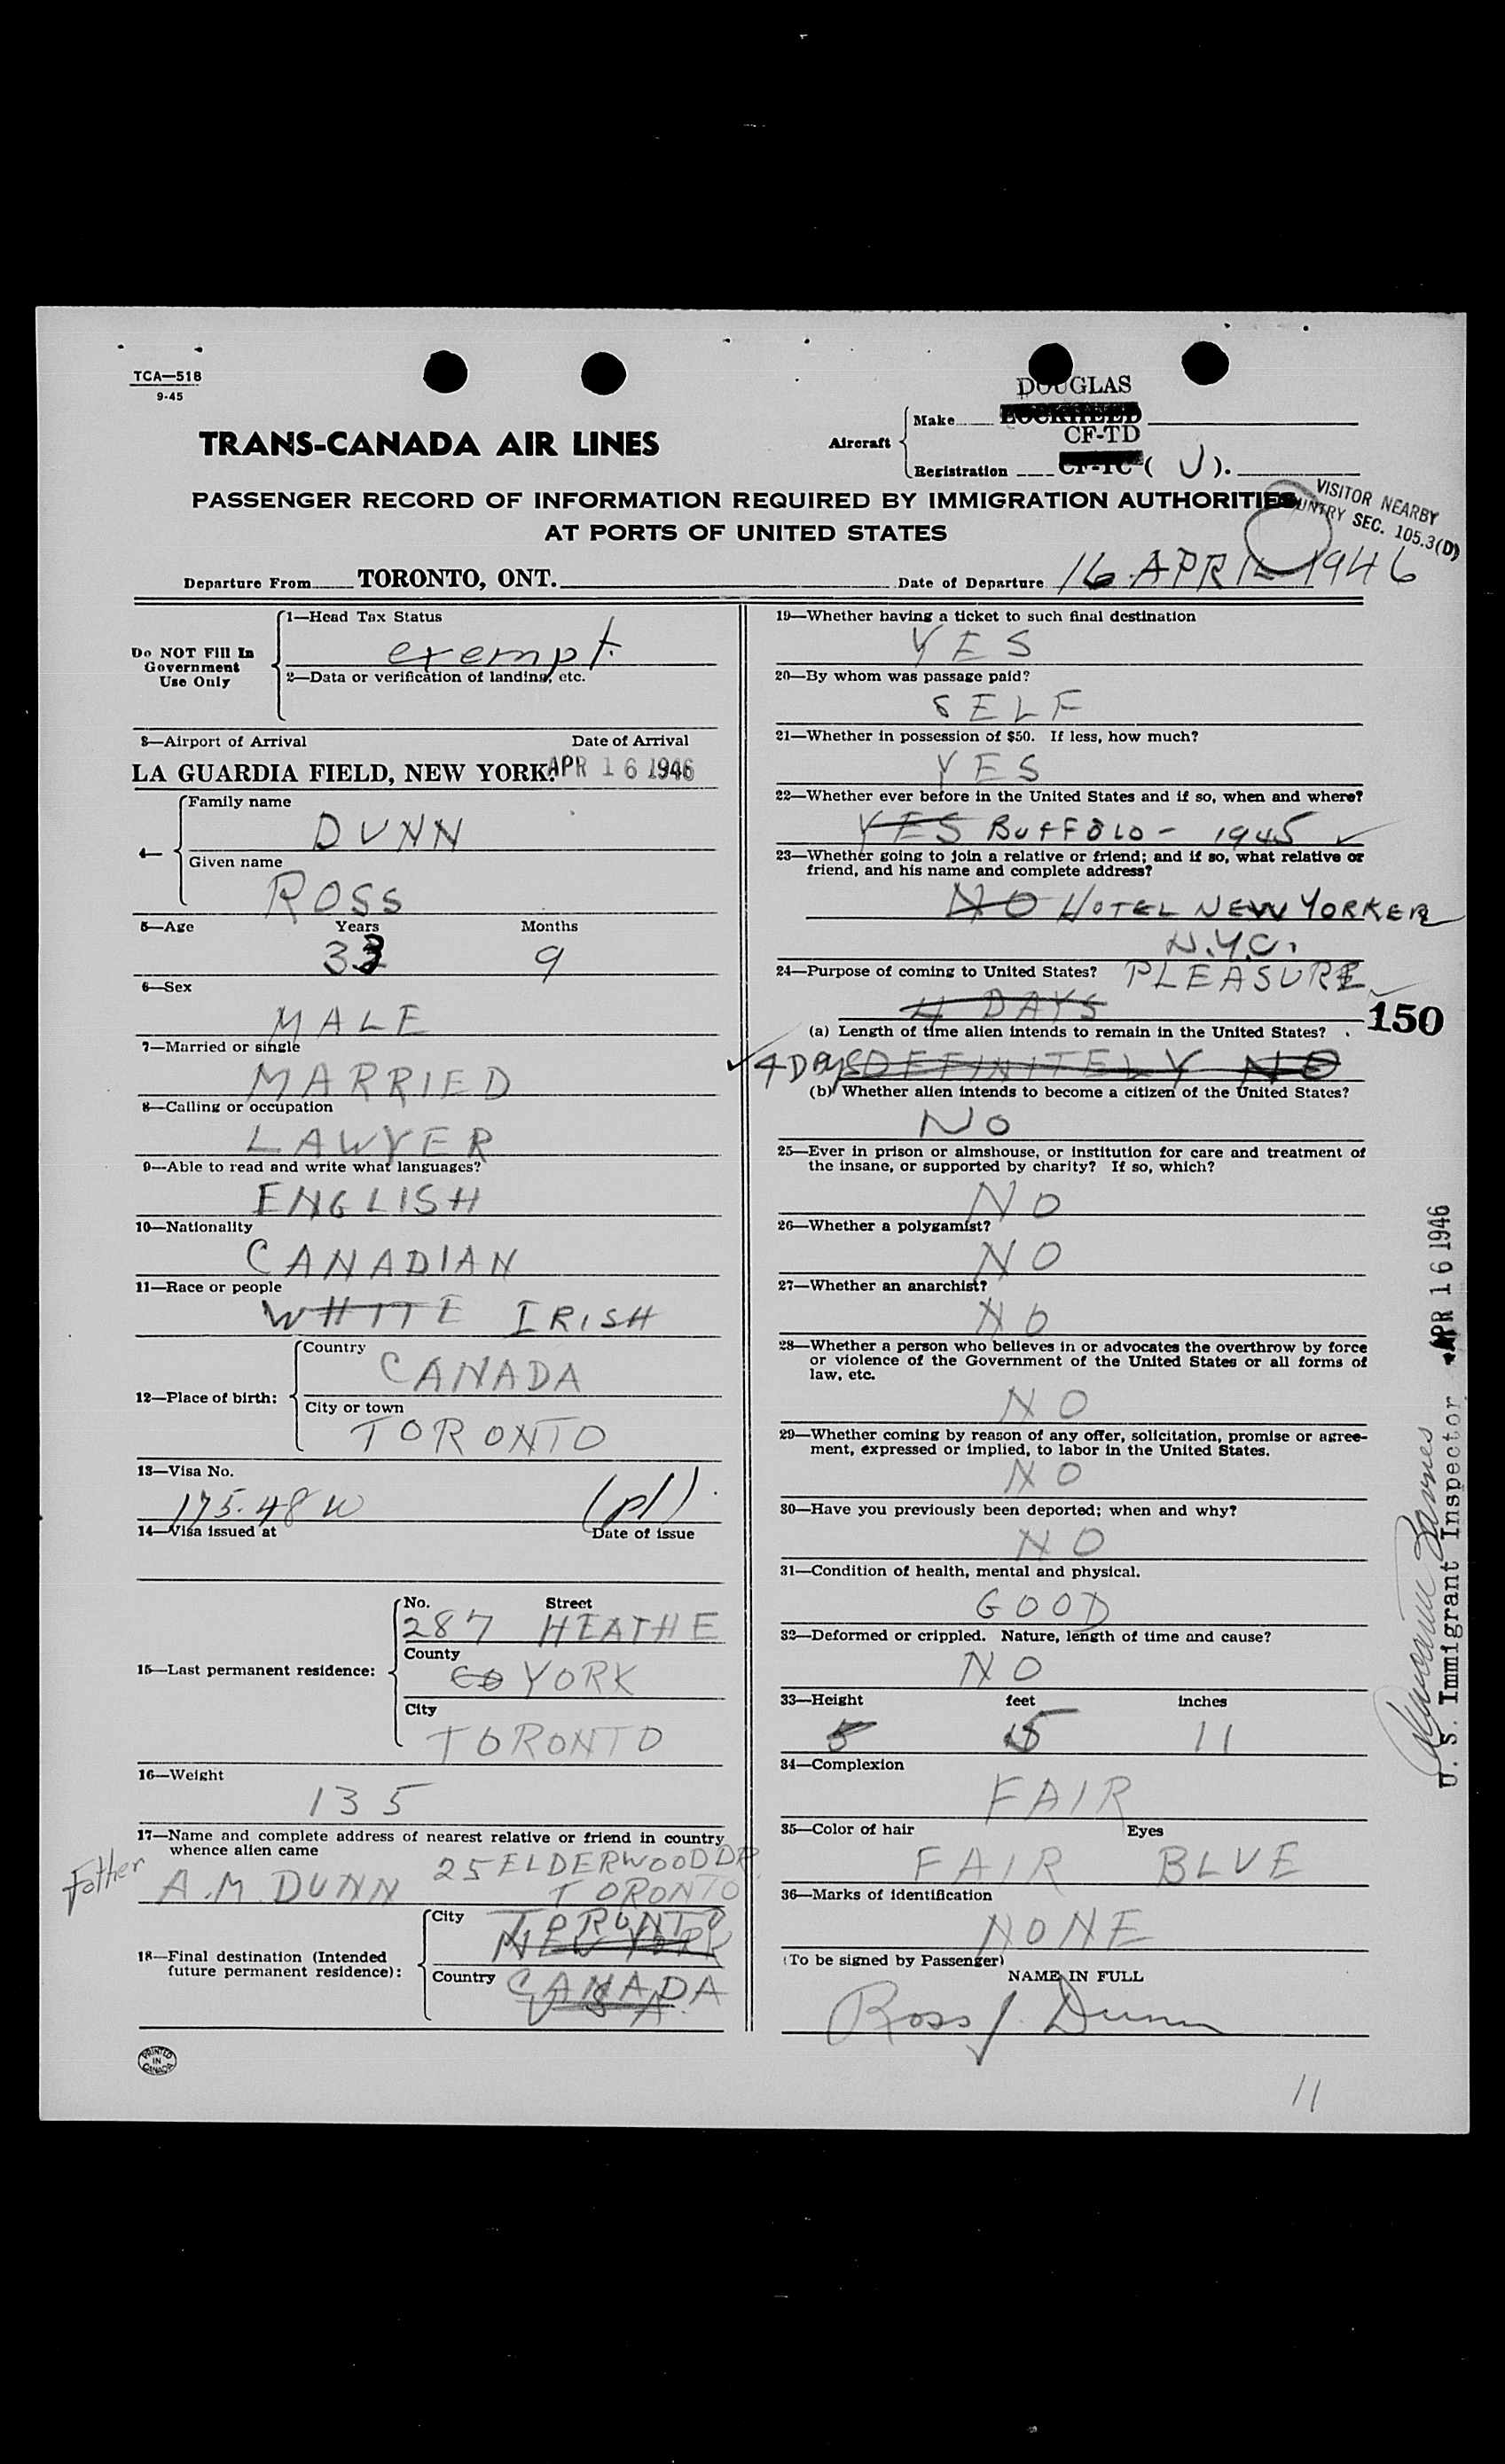 TCA—518
9-45
TRANS-CANADA AIR LINES
DOUGLAS
Aircraft
Make LOCKHEED
CF-TD
Registration CF-TC ( U ).
PASSENGER RECORD OF INFORMATION REQUIRED BY IMMIGRATION AUTHORITIES
AT PORTS OF UNITED STATES
VISITOR NEARBY
COUNTRY SEC. 105.3(D)
Departure From TORONTO, ONT.
Date of Departure 16 APRIL 1946
Do NOT Fill In
Government
Use Only
1—Head Tax Status
exempt
2—Data or verification of landing, etc.
3—Airport of Arrival Date of Arrival
LA GUARDIA FIELD, NEW YORK. APR 16 1946
4—
Family name
DUNN
Given name
ROSS
5—Age Years Months
33 9
6—Sex
MALE
7—Married or single
MARRIED
8—Calling or occupation
LAWYER
9—Able to read and write what languages?
ENGLISH
10—Nationality
CANADIAN
11—Race or people
WHITE IRISH
12—Place of birth:
Country
CANADA
City or town
TORONTO
13—Visa No.
175.48 W (pl)
14—Visa issued at Date of issue
15—Last permanent residence:
No. Street
287 HEATHE
County
CO YORK
City
TORONTO
16—Weight
135
17—Name and complete address of nearest relative or friend in country
whence alien came
Father A.M. DUNN 25 ELDERWOOD DR.
TORONTO
18—Final destination (Intended
future permanent residence):
City TORONTO
NEW YORK
Country CANADA
USA
PRINTED
IN
CANADA
19—Whether having a ticket to such final destination
YES
20—By whom was passage paid?
SELF
21—Whether in possession of $50. If less, how much?
YES
22—Whether ever before in the United States and if so, when and where?
YES BUFFOLO - 1945 ✓
23—Whether going to join a relative or friend; and if so, what relative or
friend, and his name and complete address?
NO HOTEL NEW YORKER
N.Y.C.
24—Purpose of coming to United States? PLEASURE
4 DAYS
150
(a) Length of time alien intends to remain in the United States?
✓ 4 DAYS DEFINITELY NO
(b) Whether alien intends to become a citizen of the United States?
NO
25—Ever in prison or almshouse, or institution for care and treatment of
the insane, or supported by charity? If so, which?
NO
26—Whether a polygamist?
NO
27—Whether an anarchist?
NO
28—Whether a person who believes in or advocates the overthrow by force
or violence of the Government of the United States or all forms of
law, etc.
NO
29—Whether coming by reason of any offer, solicitation, promise or agree-
ment, expressed or implied, to labor in the United States.
NO
30—Have you previously been deported; when and why?
NO
31—Condition of health, mental and physical.
GOOD
32—Deformed or crippled. Nature, length of time and cause?
NO
33—Height feet inches
5 5 11
34—Complexion
FAIR
35—Color of hair Eyes
FAIR BLUE
36—Marks of identification
NONE
(To be signed by Passenger)
NAME IN FULL
Ross J. Dunn
11
APR 16 1946
U. S. Immigrant Inspector